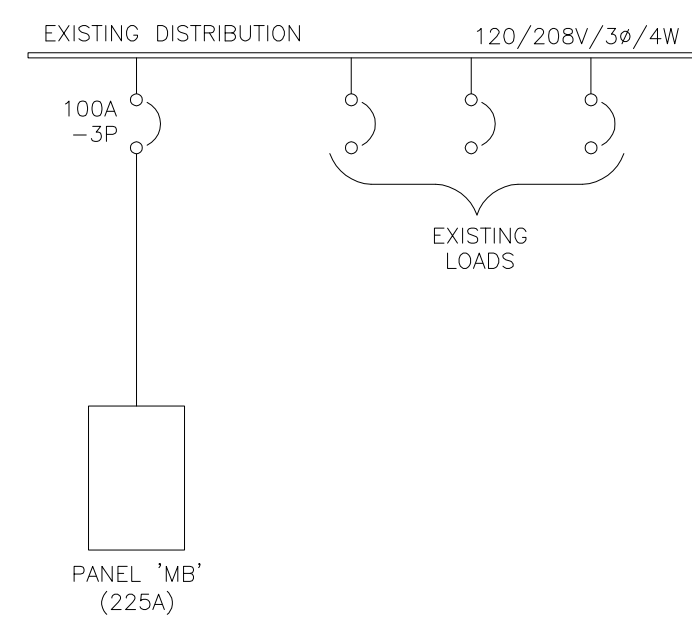 EXISTING DISTRIBUTION
120/208V/3ø/4W
100A
-3P
EXISTING
LOADS
PANEL 'MB'
(225A)